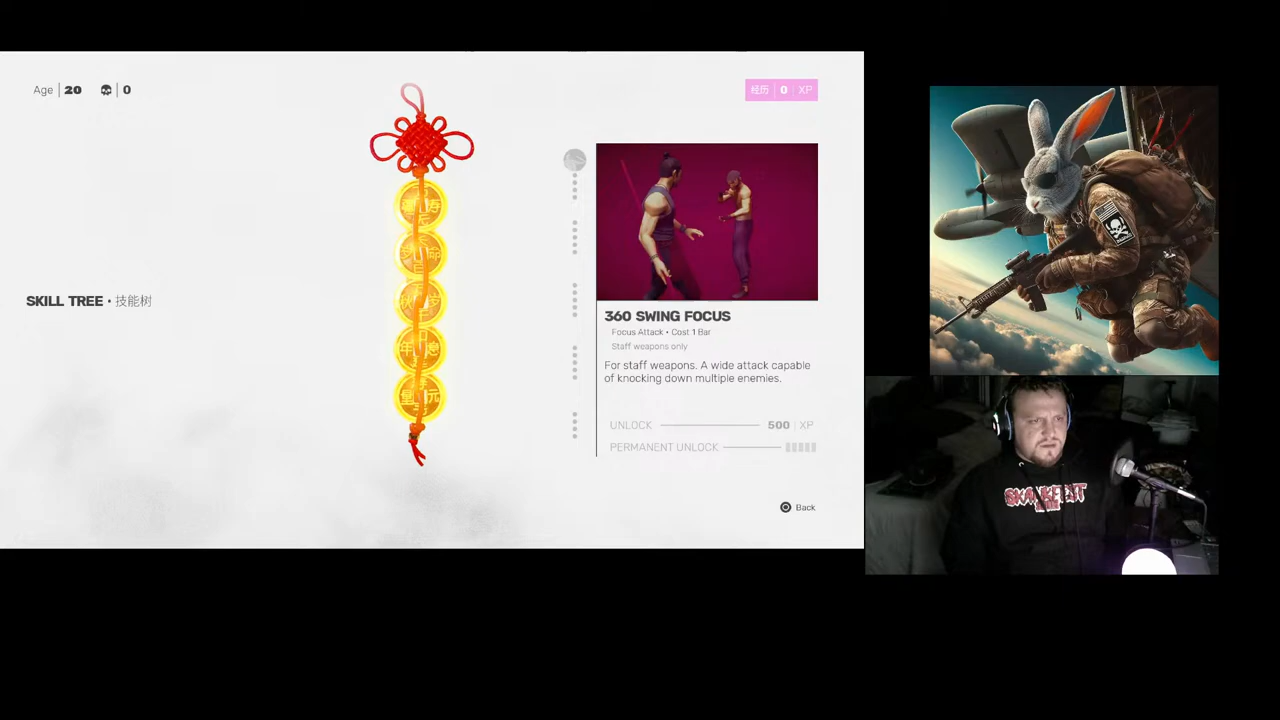 Age | 20
0
经历 | 0 | XP
SKILL TREE • 技能树
360 SWING FOCUS
Focus Attack • Cost 1 Bar
Staff weapons only
For staff weapons. A wide attack capable
of knocking down multiple enemies.
UNLOCK
500 | XP
PERMANENT UNLOCK
Back